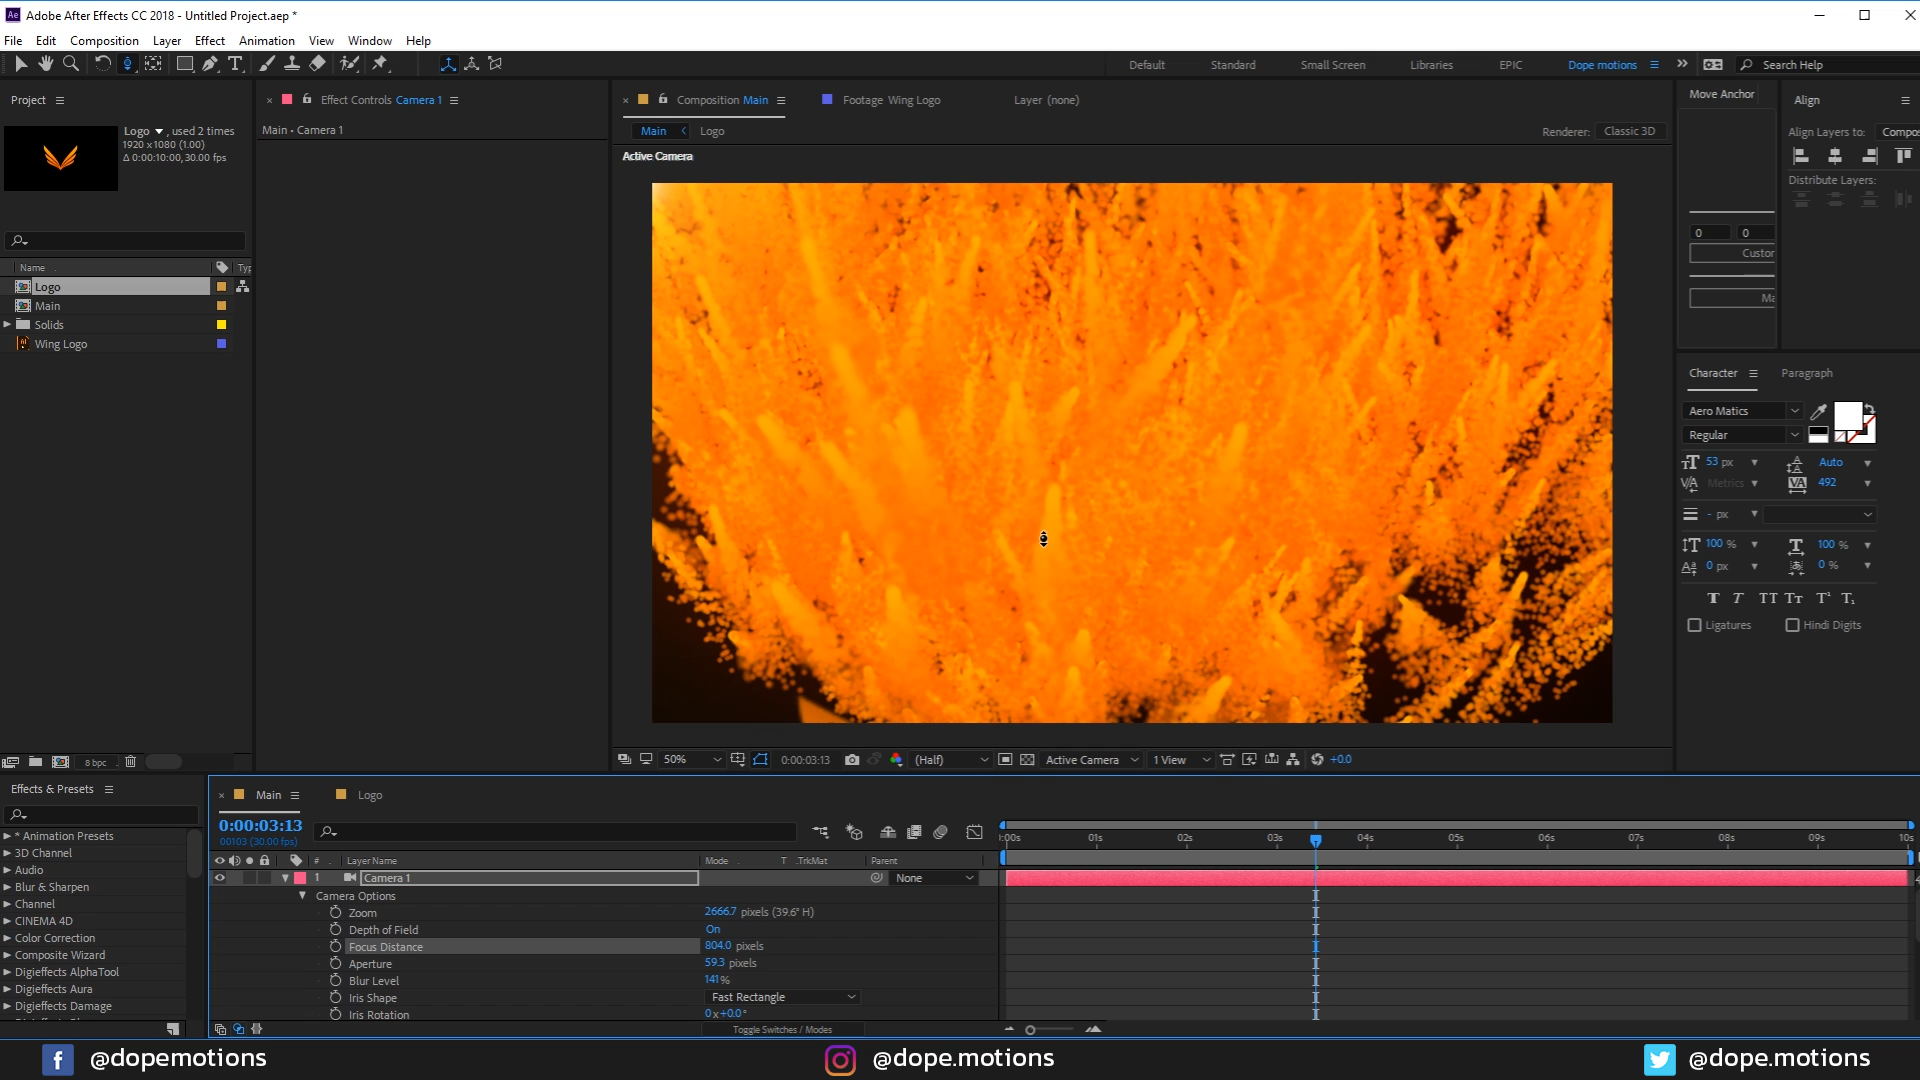 Ae Adobe After Effects CC 2018 - Untitled Project.aep *
File Edit Composition Layer Effect Animation View Window Help
Default Standard Small Screen Libraries EPIC Dope motions Search Help
Project
Logo , used 2 times
1920 x 1080 (1.00)
Δ 0:00:10:00, 30.00 fps
Name Typ
Logo
Main
Solids
Wing Logo
8 bpc
Effect Controls Camera 1
Main • Camera 1
Composition Main Footage Wing Logo Layer (none)
Main Logo Renderer: Classic 3D
Active Camera
50% 0:00:03:13 (Half) Active Camera 1 View +0.0
Move Anchor
0 0
Custor
Ma
Align
Align Layers to: Compos
Distribute Layers:
Character Paragraph
Aero Matics
Regular
53 px Auto
Metrics 492
- px
100 % 100 %
0 px 0 %
Ligatures Hindi Digits
Effects & Presets
* Animation Presets
3D Channel
Audio
Blur & Sharpen
Channel
CINEMA 4D
Color Correction
Composite Wizard
Digieffects AlphaTool
Digieffects Aura
Digieffects Damage
Main Logo
0:00:03:13
00103 (30.00 fps)
# Layer Name Mode T .TrkMat Parent
:00s 01s 02s 03s 04s 05s 06s 07s 08s 09s 10s
1 Camera 1 None
Camera Options
Zoom 2666.7 pixels (39.6° H)
Depth of Field On
Focus Distance 804.0 pixels
Aperture 59.3 pixels
Blur Level 141%
Iris Shape Fast Rectangle
Iris Rotation 0x+0.0°
Toggle Switches / Modes
@dopemotions @dope.motions @dope.motions